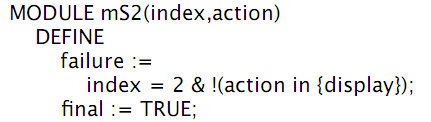 MODULE mS2(index,action)
DEFINE
failure :=
index = 2 & !(action in {display});
final := TRUE;